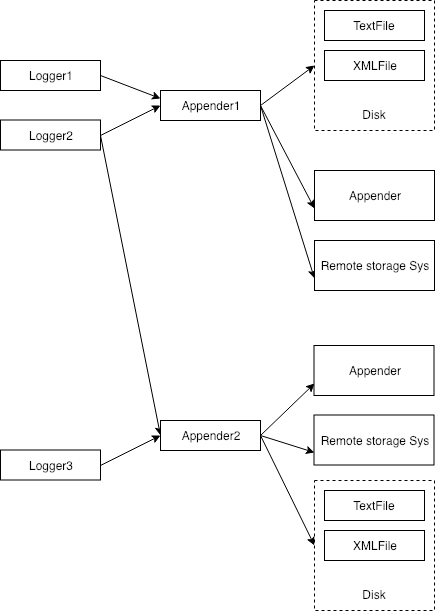 TextFile
XMLFile
Disk
Logger1
Logger2
Appender1
Appender
Remote storage Sys
Appender
Remote storage Sys
Logger3
Appender2
TextFile
XMLFile
Disk